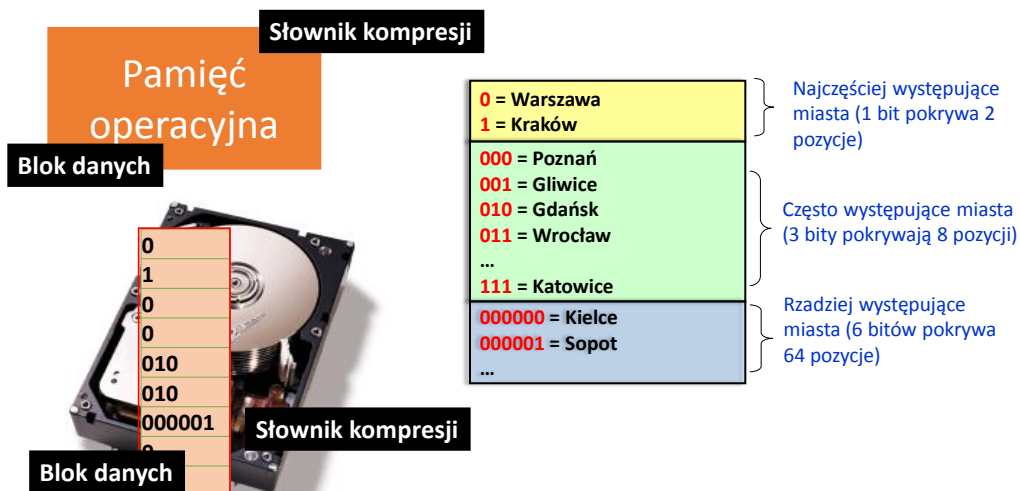 Słownik kompresji
Pamięć
operacyjna
Blok danych
0 = Warszawa
1 = Kraków
000 = Poznań
001 = Gliwice
010 = Gdańsk
011 = Wrocław
...
111 = Katowice
000000 = Kielce
000001 = Sopot
...
Najczęściej występujące
miasta (1 bit pokrywa 2
pozycje)
Często występujące miasta
(3 bity pokrywają 8 pozycji)
Rzadziej występujące
miasta (6 bitów pokrywa
64 pozycje)
0
1
0
0
010
010
000001
Słownik kompresji
Blok danych